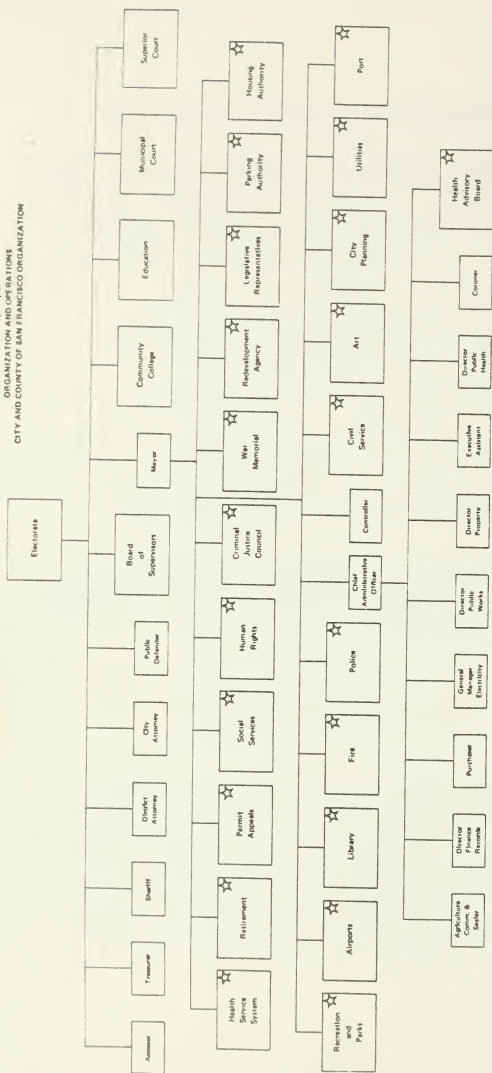 ORGANIZATION AND OPERATIONS
CITY AND COUNTY OF SAN FRANCISCO ORGANIZATION
Electorate
Assessor
Treasurer
Sheriff
District
Attorney
City
Attorney
Public
Defender
Board
of
Supervisors
Mayor
Community
College
Education
Municipal
Court
Superior
Court
Health
Service
System
Retirement
Permit
Appeals
Social
Services
Human
Rights
Criminal
Justice
Council
War
Memorial
Redevelopment
Agency
Legislative
Representatives
Parking
Authority
Housing
Authority
Recreation
and
Parks
Airports
Library
Fire
Police
Chief
Administrative
Officer
Controller
Civil
Service
Art
City
Planning
Utilities
Port
Agriculture
Comm. &
Sealer
Director
Finance
Records
Purchaser
General
Manager
Electricity
Director
Public
Works
Director
Property
Executive
Assistant
Director
Public
Health
Coroner
Health
Advisory
Board